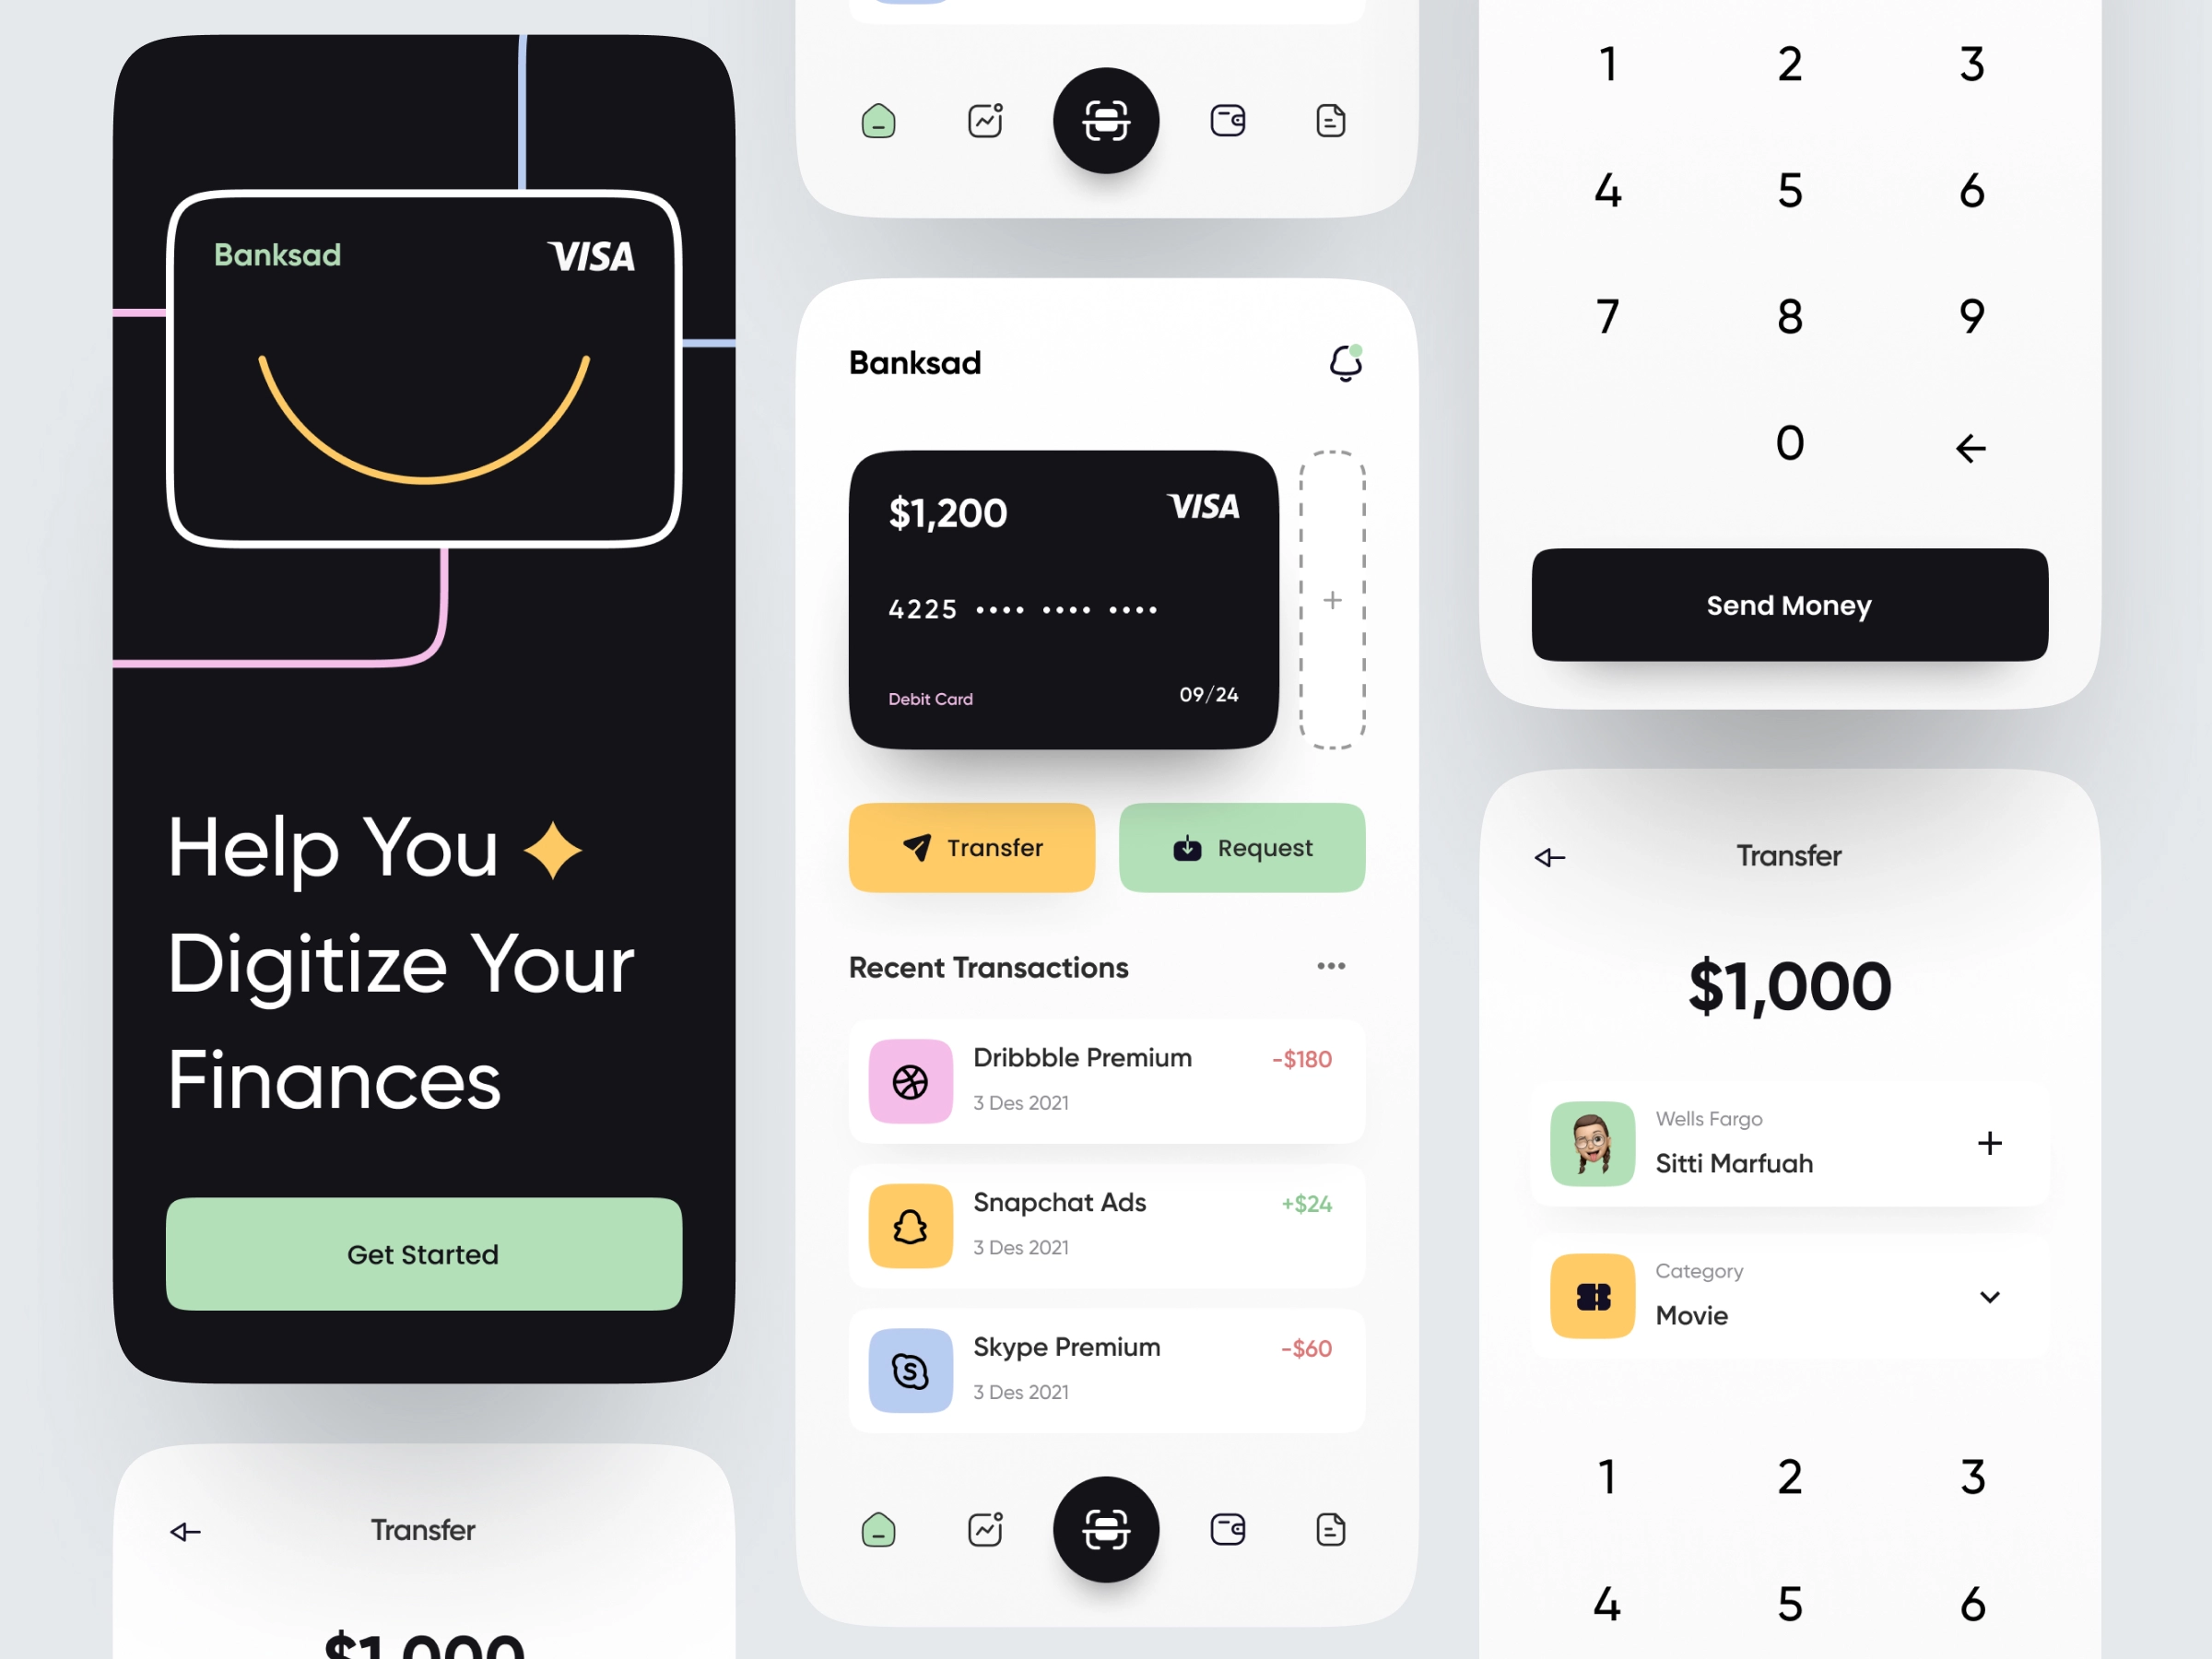 Banksad
VISA
Help You
Digitize Your
Finances
Get Started
Transfer
$1,000
Banksad
$1,200
VISA
4225 •••• •••• ••••
Debit Card
09/24
+
Transfer
Request
Recent Transactions
•••
Dribbble Premium
-$180
3 Des 2021
Snapchat Ads
+$24
3 Des 2021
Skype Premium
-$60
3 Des 2021
1 2 3
4 5 6
7 8 9
0
Send Money
Transfer
$1,000
Wells Fargo
Sitti Marfuah
+
Category
Movie
1 2 3
4 5 6